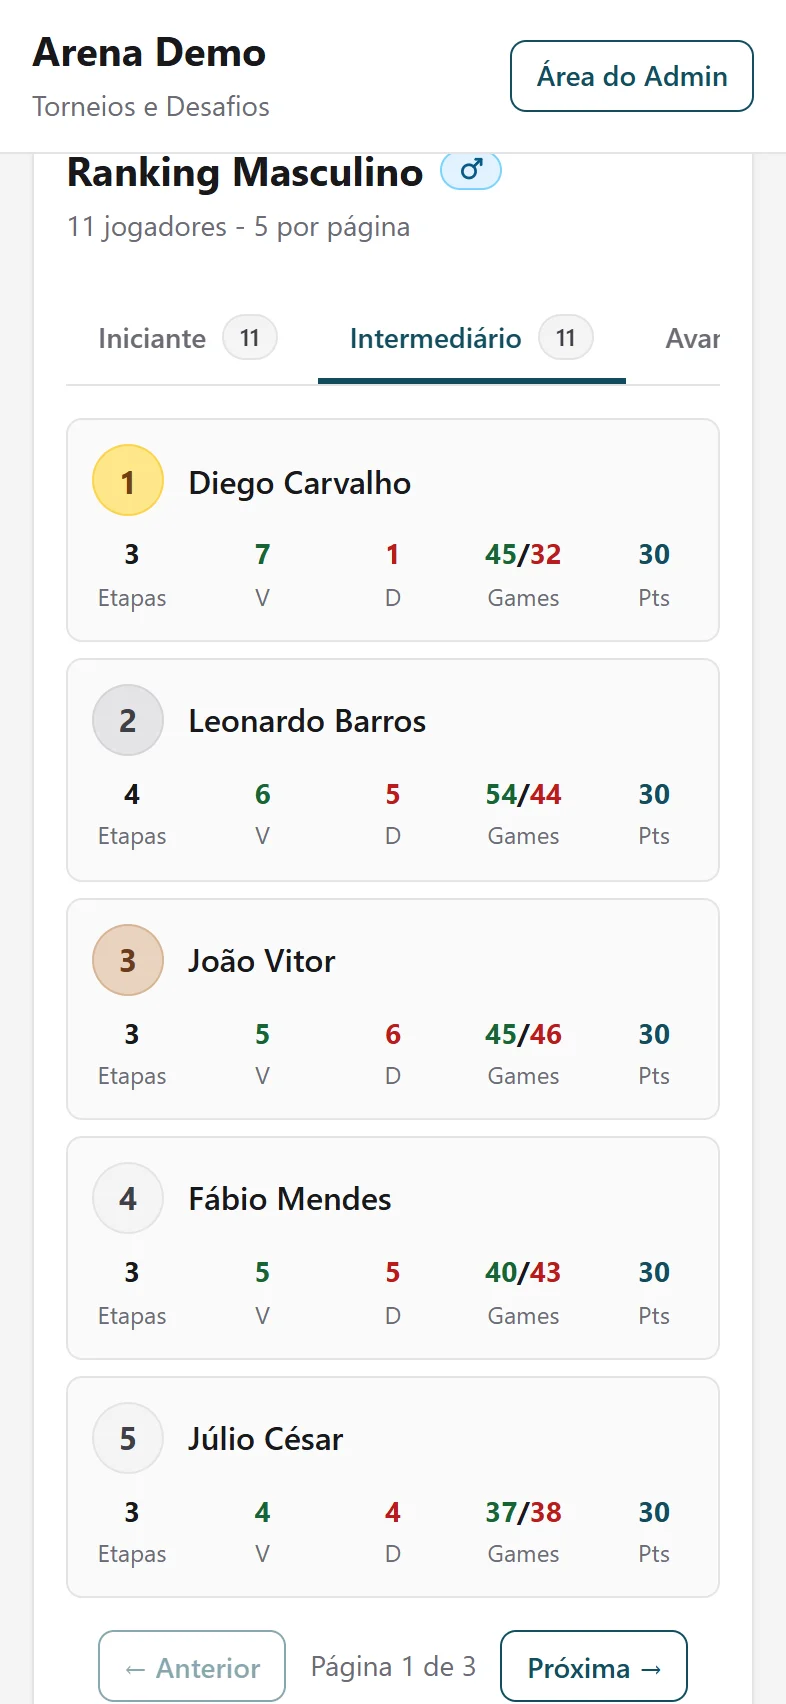 Arena Demo
Torneios e Desafios
Área do Admin
Ranking Masculino ♂
11 jogadores - 5 por página
Iniciante 11 Intermediário 11 Avar
1 Diego Carvalho
3 7 1 45/32 30
Etapas V D Games Pts
2 Leonardo Barros
4 6 5 54/44 30
Etapas V D Games Pts
3 João Vitor
3 5 6 45/46 30
Etapas V D Games Pts
4 Fábio Mendes
3 5 5 40/43 30
Etapas V D Games Pts
5 Júlio César
3 4 4 37/38 30
Etapas V D Games Pts
← Anterior Página 1 de 3 Próxima →